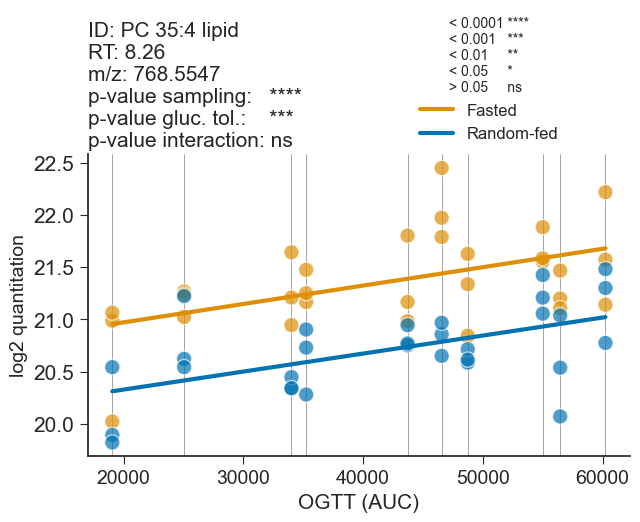 ID: PC 35:4 lipid
RT: 8.26
m/z: 768.5547
p-value sampling: ****
p-value gluc. tol.: ***
p-value interaction: ns
< 0.0001 ****
< 0.001 ***
< 0.01 **
< 0.05 *
> 0.05 ns
Fasted
Random-fed
22.5
22.0
21.5
21.0
20.5
20.0
log2 quantitation
20000 30000 40000 50000 60000
OGTT (AUC)